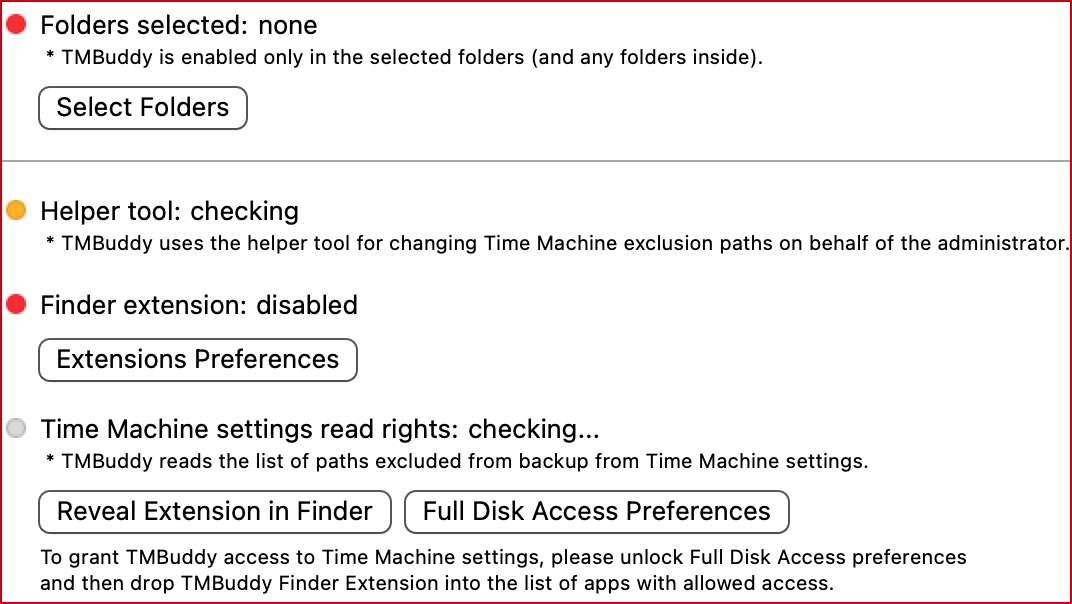 Folders selected: none
* TMBuddy is enabled only in the selected folders (and any folders inside).
Select Folders
Helper tool: checking
* TMBuddy uses the helper tool for changing Time Machine exclusion paths on behalf of the administrator.
Finder extension: disabled
Extensions Preferences
Time Machine settings read rights: checking...
* TMBuddy reads the list of paths excluded from backup from Time Machine settings.
Reveal Extension in Finder
Full Disk Access Preferences
To grant TMBuddy access to Time Machine settings, please unlock Full Disk Access preferences
and then drop TMBuddy Finder Extension into the list of apps with allowed access.